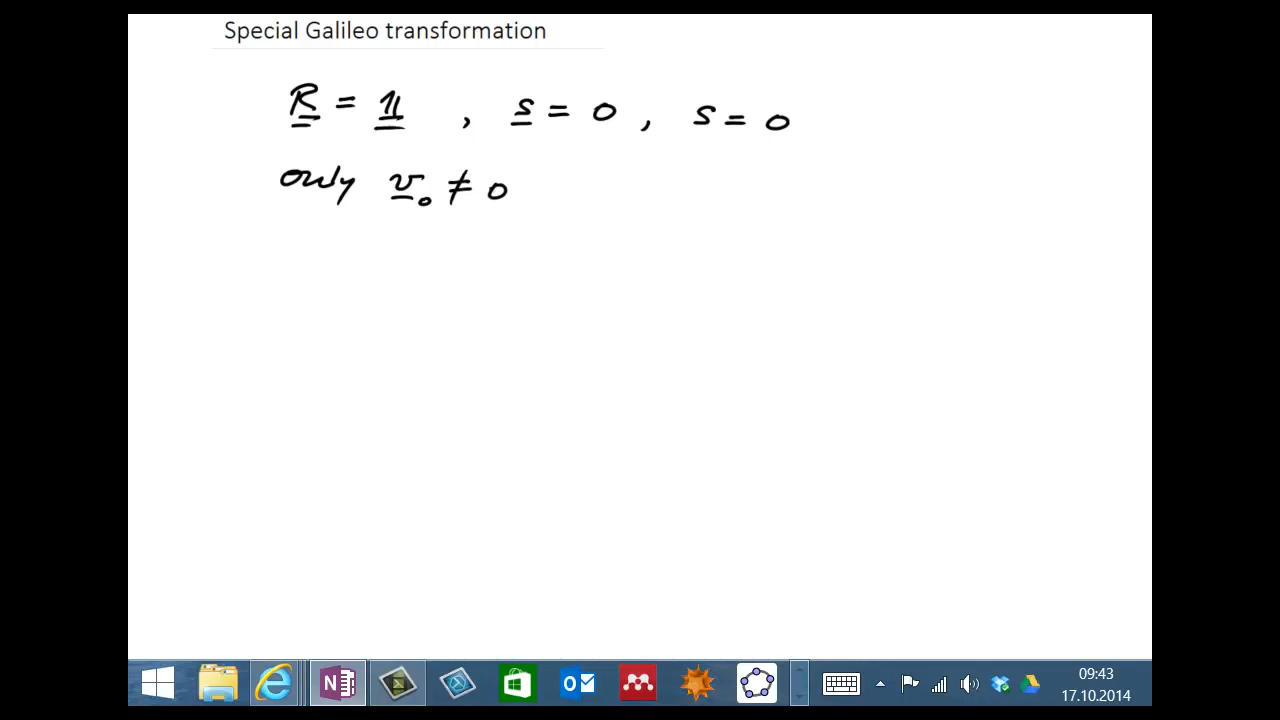 Special Galileo transformation
R = 1 , s = 0 , s = 0
only v₀ ≠ 0
09:43
17.10.2014